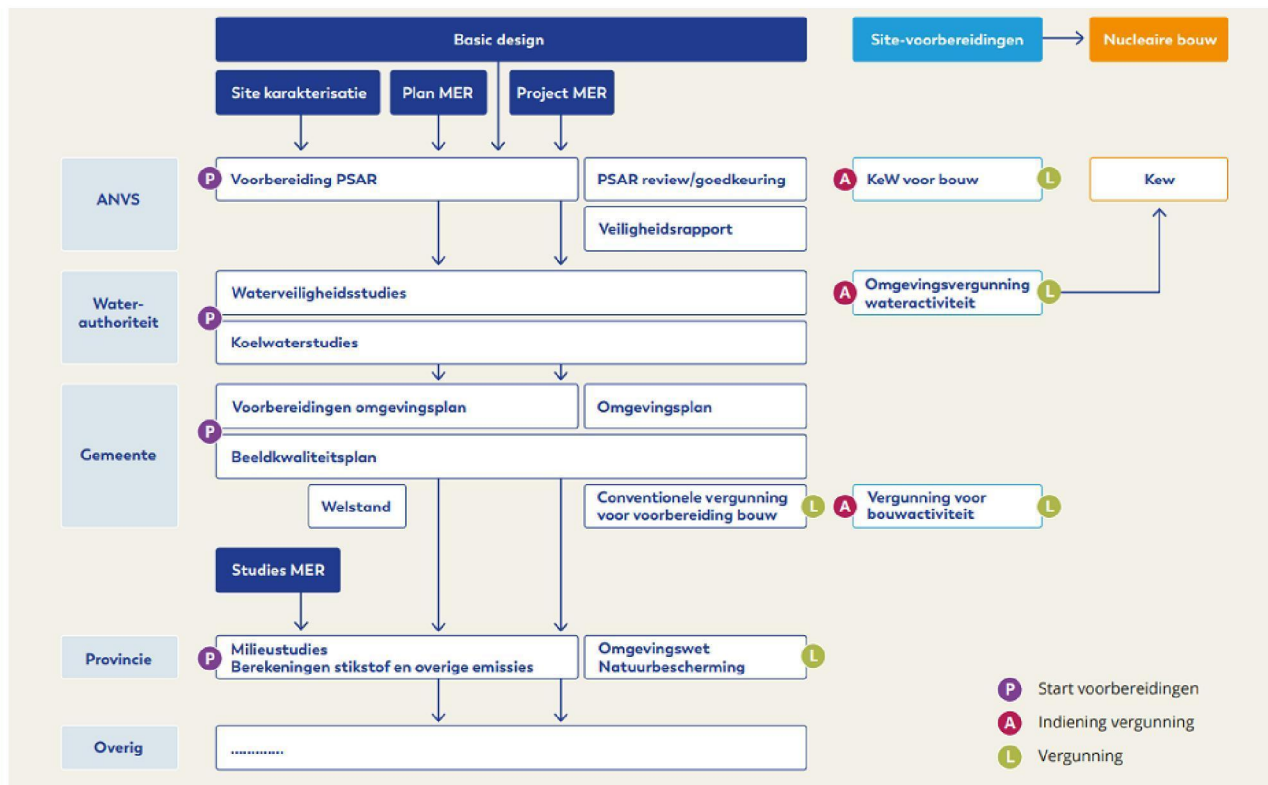 Basic design
Site-voorbereidingen
Nucleaire bouw
Site karakterisatie
Plan MER
Project MER
ANVS
P
Voorbereiding PSAR
PSAR review/goedkeuring
A
KeW voor bouw
L
Kew
Veiligheidsrapport
Water-
authoriteit
P
Waterveiligheidsstudies
A
Omgevingsvergunning
wateractiviteit
L
Koelwaterstudies
Gemeente
P
Voorbereidingen omgevingsplan
Omgevingsplan
Beeldkwaliteitsplan
Welstand
Conventionele vergunning
voor voorbereiding bouw
L
A
Vergunning voor
bouwactiviteit
L
Studies MER
Provincie
P
Milieustudies
Berekeningen stikstof en overige emissies
Omgevingswet
Natuurbescherming
L
Overig
.............
P Start voorbereidingen
A Indiening vergunning
L Vergunning